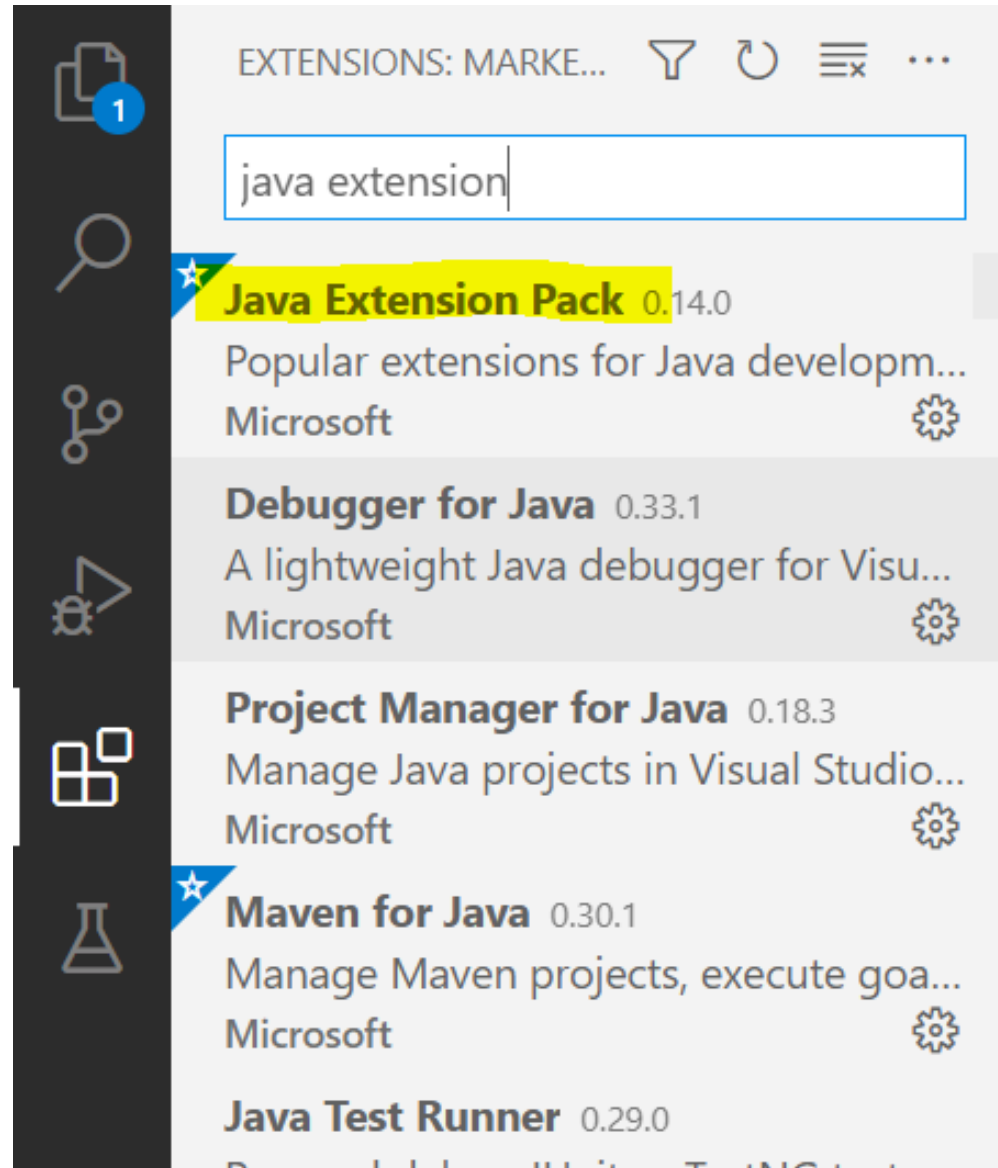 EXTENSIONS: MARKE...
1
java extension
Java Extension Pack 0.14.0
Popular extensions for Java developm...
Microsoft
Debugger for Java 0.33.1
A lightweight Java debugger for Visu...
Microsoft
Project Manager for Java 0.18.3
Manage Java projects in Visual Studio...
Microsoft
Maven for Java 0.30.1
Manage Maven projects, execute goa...
Microsoft
Java Test Runner 0.29.0